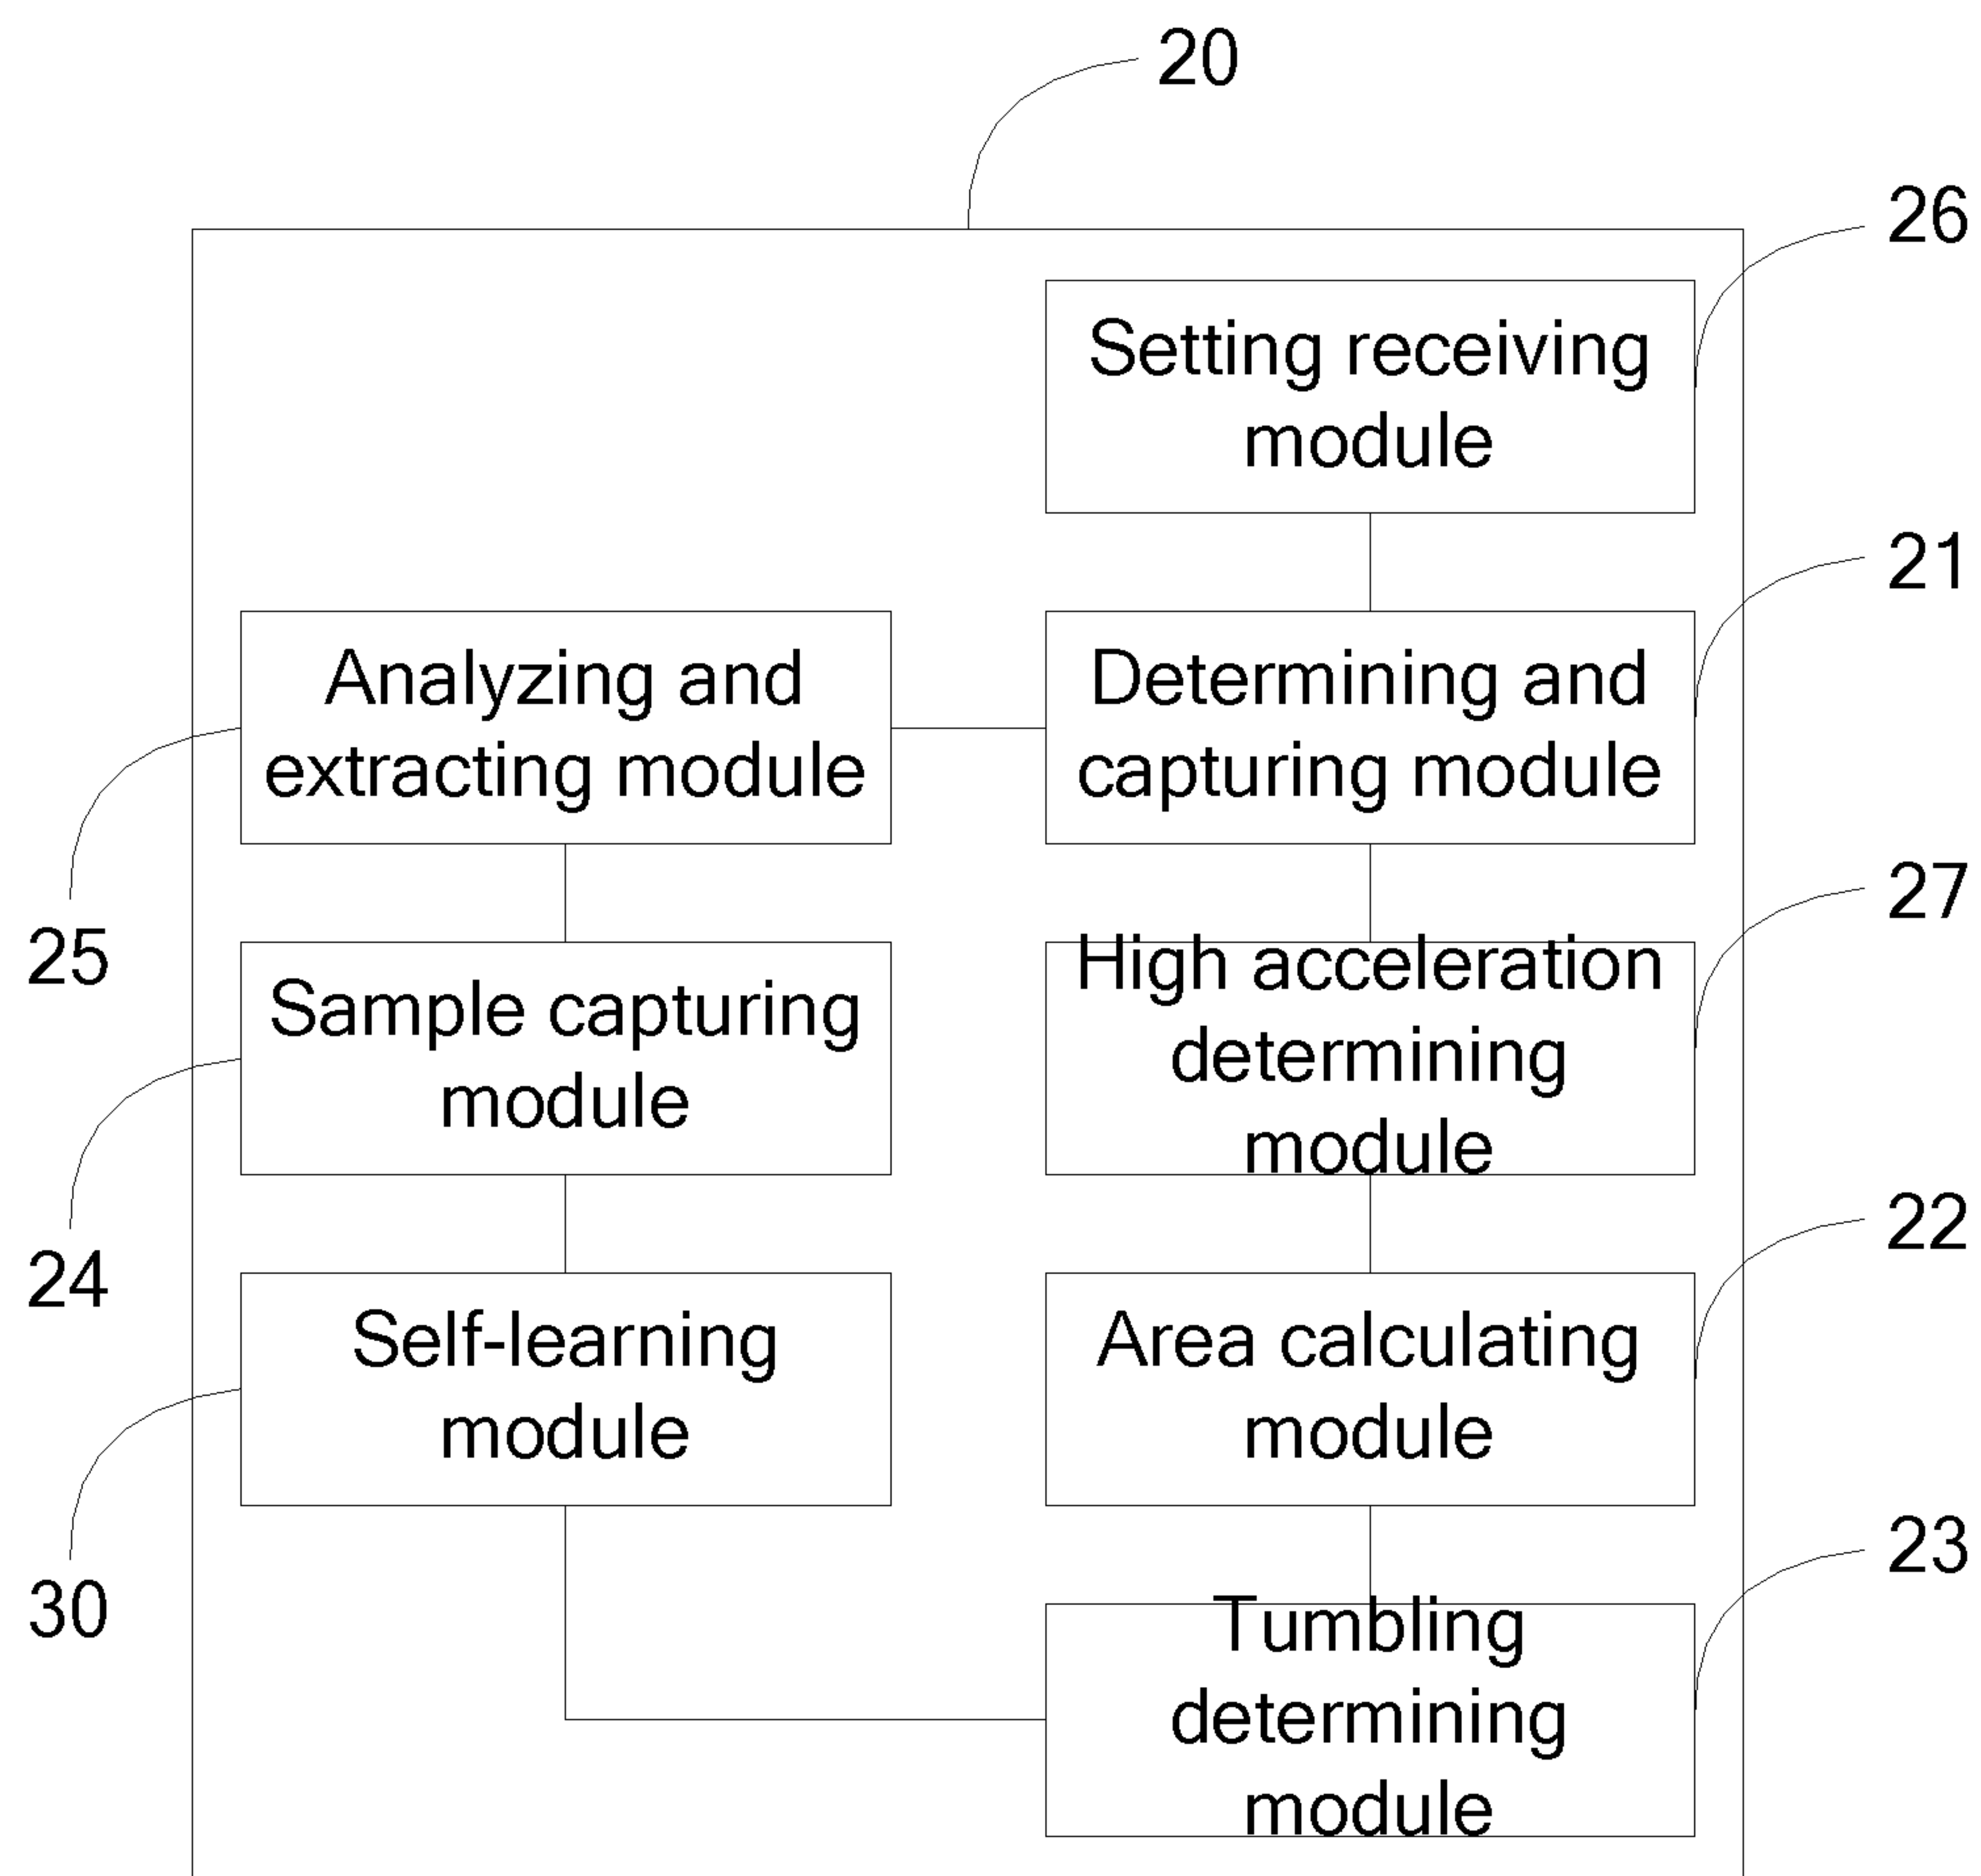 20
26
Setting receiving
module
21
Analyzing and
extracting module
Determining and
capturing module
27
25
Sample capturing
module
High acceleration
determining
module
24
22
Self-learning
module
Area calculating
module
30
23
Tumbling
determining
module